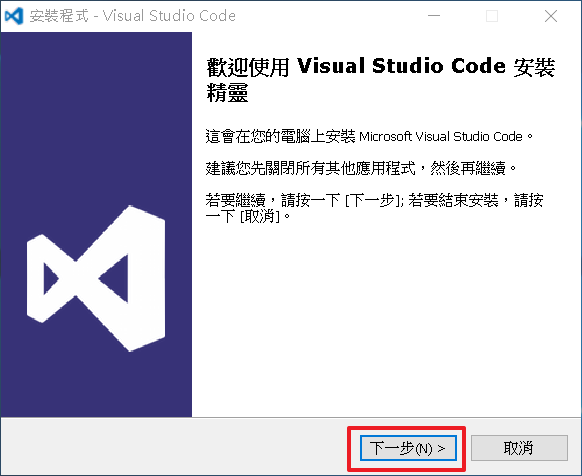 安裝程式 - Visual Studio Code
歡迎使用 Visual Studio Code 安裝
精靈
這會在您的電腦上安裝 Microsoft Visual Studio Code。
建議您先關閉所有其他應用程式，然後再繼續。
若要繼續，請按一下 [下一步]; 若要結束安裝，請按
一下 [取消]。
下一步(N) >
取消